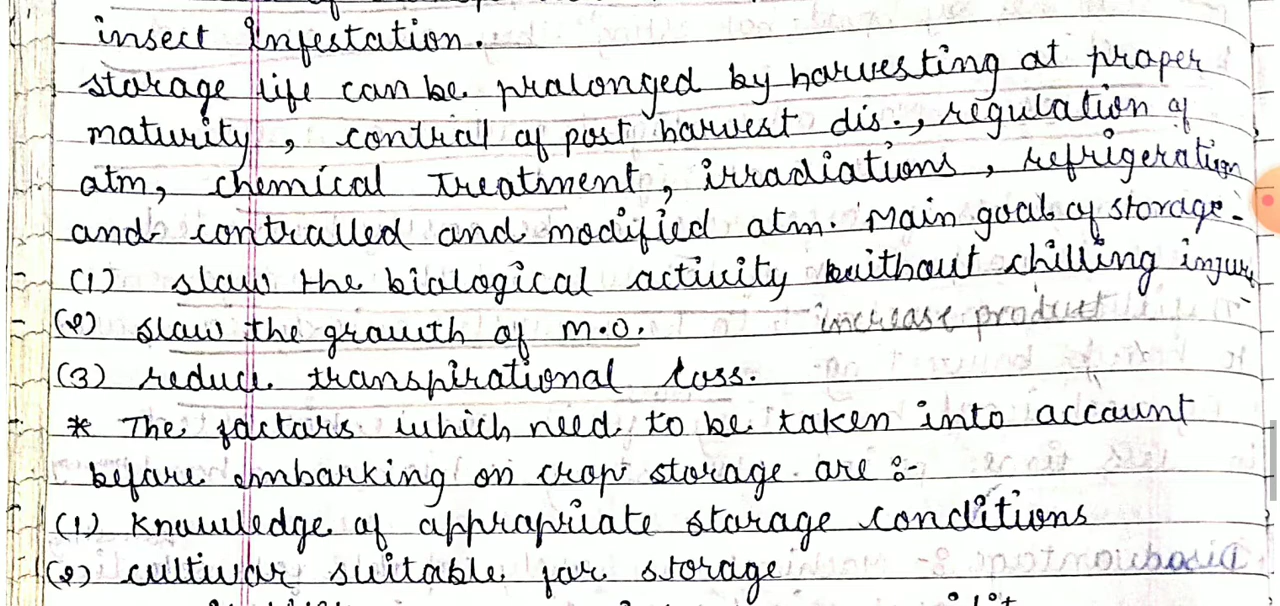 insect infestation.
storage life can be prolonged by harvesting at proper
maturity, control of post harvest dis., regulation of
atm, chemical treatment, irradiations, refrigeration
and controlled and modified atm. Main goal of storage -
(1) slow the biological activity without chilling injury
(2) slow the growth of m.o. increase product
(3) reduce transpirational loss.
* The factors which need to be taken into account
before embarking on crop storage are :-
(1) Knowledge of appropriate storage conditions
(2) cultivar suitable for storage